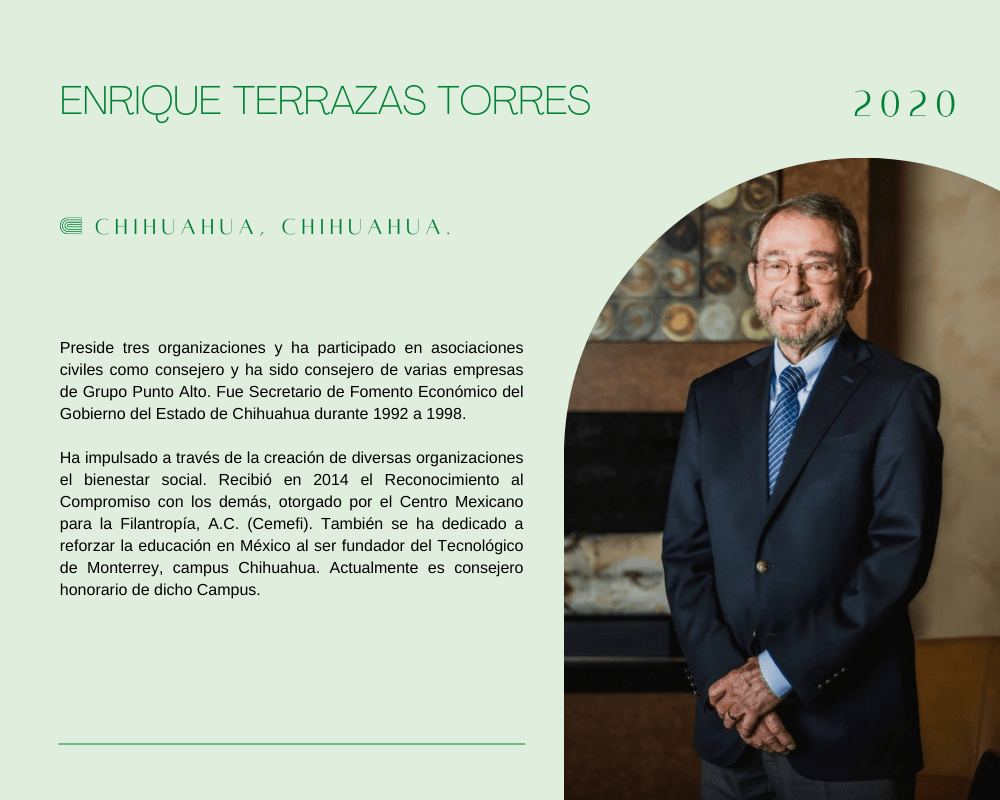 ENRIQUE TERRAZAS TORRES
2020
CHIHUAHUA, CHIHUAHUA.
Preside tres organizaciones y ha participado en asociaciones
civiles como consejero y ha sido consejero de varias empresas
de Grupo Punto Alto. Fue Secretario de Fomento Económico del
Gobierno del Estado de Chihuahua durante 1992 a 1998.
Ha impulsado a través de la creación de diversas organizaciones
el bienestar social. Recibió en 2014 el Reconocimiento al
Compromiso con los demás, otorgado por el Centro Mexicano
para la Filantropía, A.C. (Cemefi). También se ha dedicado a
reforzar la educación en México al ser fundador del Tecnológico
de Monterrey, campus Chihuahua. Actualmente es consejero
honorario de dicho Campus.